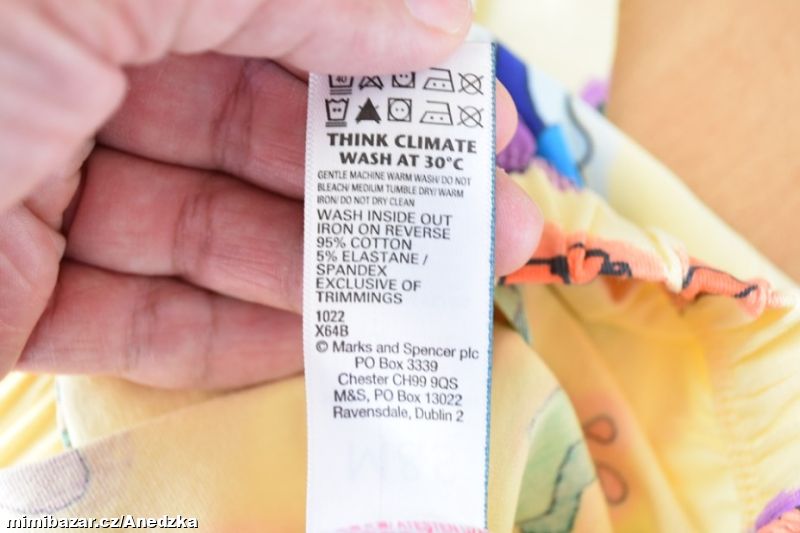 40
THINK CLIMATE
WASH AT 30°C
GENTLE MACHINE WARM WASH/DO NOT
BLEACH/ MEDIUM TUMBLE DRY/ WARM
IRON/ DO NOT DRY CLEAN
WASH INSIDE OUT
IRON ON REVERSE
95% COTTON
5% ELASTANE /
SPANDEX
EXCLUSIVE OF
TRIMMINGS
1022
X64B
© Marks and Spencer plc
PO Box 3339
Chester CH99 9QS
M&S, PO Box 13022
Ravensdale, Dublin 2
mimibazar.cz/Anedzka